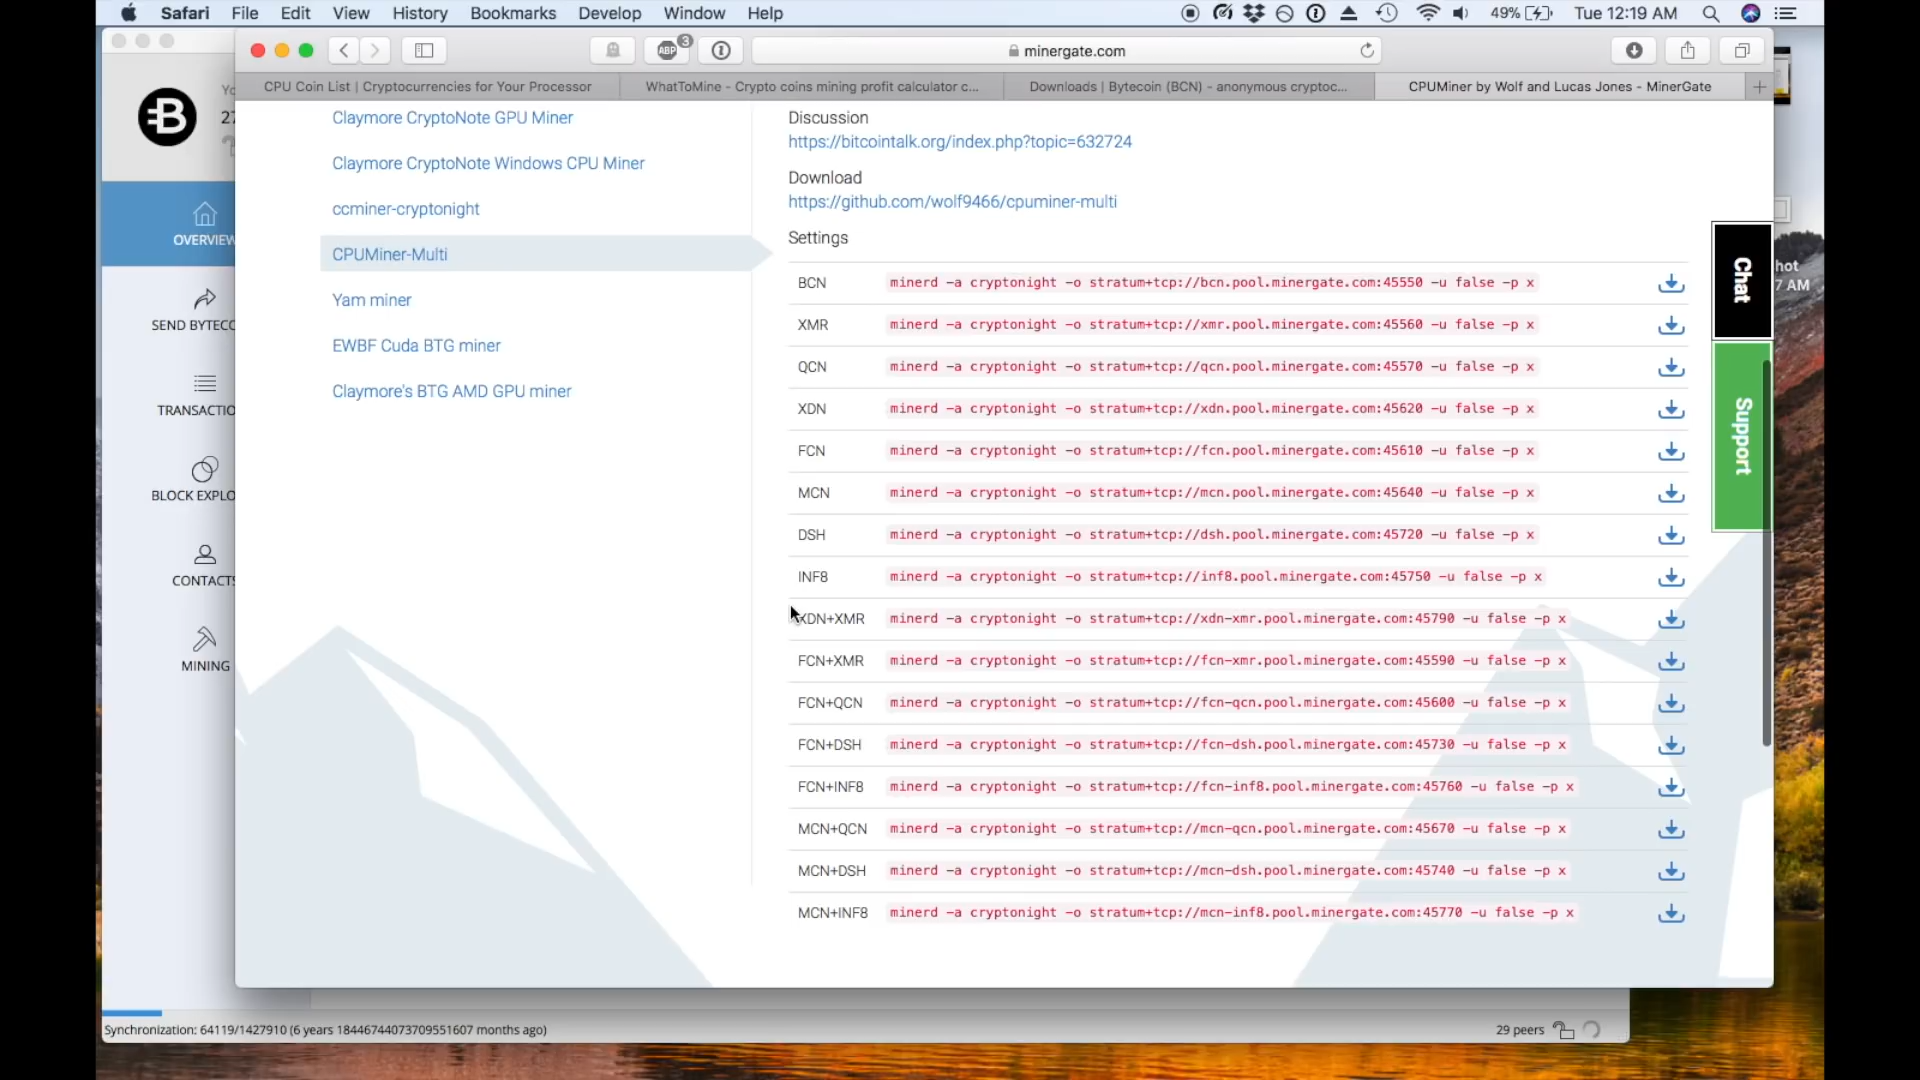 Safari File Edit View History Bookmarks Develop Window Help 49% Tue 12:19 AM
3 minergate.com
CPU Coin List | Cryptocurrencies for Your Processor WhatToMine - Crypto coins mining profit calculator c... Downloads | Bytecoin (BCN) - anonymous cryptoc... CPUMiner by Wolf and Lucas Jones - MinerGate
27
OVERVIEW
SEND BYTECO
TRANSACTIO
BLOCK EXPLO
CONTACTS
MINING
Claymore CryptoNote GPU Miner
Claymore CryptoNote Windows CPU Miner
ccminer-cryptonight
CPUMiner-Multi
Yam miner
EWBF Cuda BTG miner
Claymore's BTG AMD GPU miner
Discussion
https://bitcointalk.org/index.php?topic=632724
Download
https://github.com/wolf9466/cpuminer-multi
Settings
BCN minerd -a cryptonight -o stratum+tcp://bcn.pool.minergate.com:45550 -u false -p x
XMR minerd -a cryptonight -o stratum+tcp://xmr.pool.minergate.com:45560 -u false -p x
QCN minerd -a cryptonight -o stratum+tcp://qcn.pool.minergate.com:45570 -u false -p x
XDN minerd -a cryptonight -o stratum+tcp://xdn.pool.minergate.com:45620 -u false -p x
FCN minerd -a cryptonight -o stratum+tcp://fcn.pool.minergate.com:45610 -u false -p x
MCN minerd -a cryptonight -o stratum+tcp://mcn.pool.minergate.com:45640 -u false -p x
DSH minerd -a cryptonight -o stratum+tcp://dsh.pool.minergate.com:45720 -u false -p x
INF8 minerd -a cryptonight -o stratum+tcp://inf8.pool.minergate.com:45750 -u false -p x
XDN+XMR minerd -a cryptonight -o stratum+tcp://xdn-xmr.pool.minergate.com:45790 -u false -p x
FCN+XMR minerd -a cryptonight -o stratum+tcp://fcn-xmr.pool.minergate.com:45590 -u false -p x
FCN+QCN minerd -a cryptonight -o stratum+tcp://fcn-qcn.pool.minergate.com:45600 -u false -p x
FCN+DSH minerd -a cryptonight -o stratum+tcp://fcn-dsh.pool.minergate.com:45730 -u false -p x
FCN+INF8 minerd -a cryptonight -o stratum+tcp://fcn-inf8.pool.minergate.com:45760 -u false -p x
MCN+QCN minerd -a cryptonight -o stratum+tcp://mcn-qcn.pool.minergate.com:45670 -u false -p x
MCN+DSH minerd -a cryptonight -o stratum+tcp://mcn-dsh.pool.minergate.com:45740 -u false -p x
MCN+INF8 minerd -a cryptonight -o stratum+tcp://mcn-inf8.pool.minergate.com:45770 -u false -p x
Chat
Support
hot
7 AM
Synchronization: 64119/1427910 (6 years 18446744073709551607 months ago) 29 peers